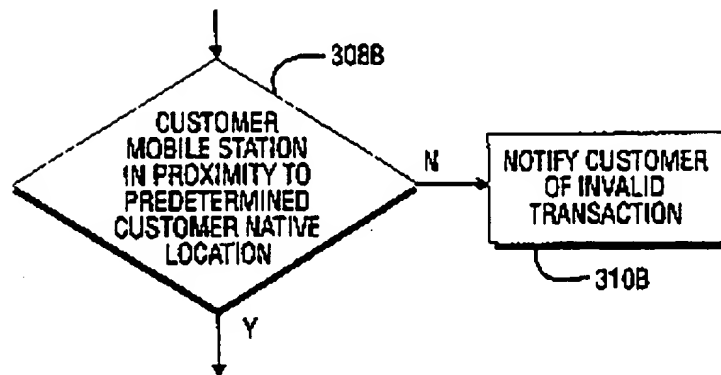 308B
CUSTOMER
MOBILE STATION
IN PROXIMITY TO
PREDETERMINED
CUSTOMER NATIVE
LOCATION
N
NOTIFY CUSTOMER
OF INVALID
TRANSACTION
310B
Y